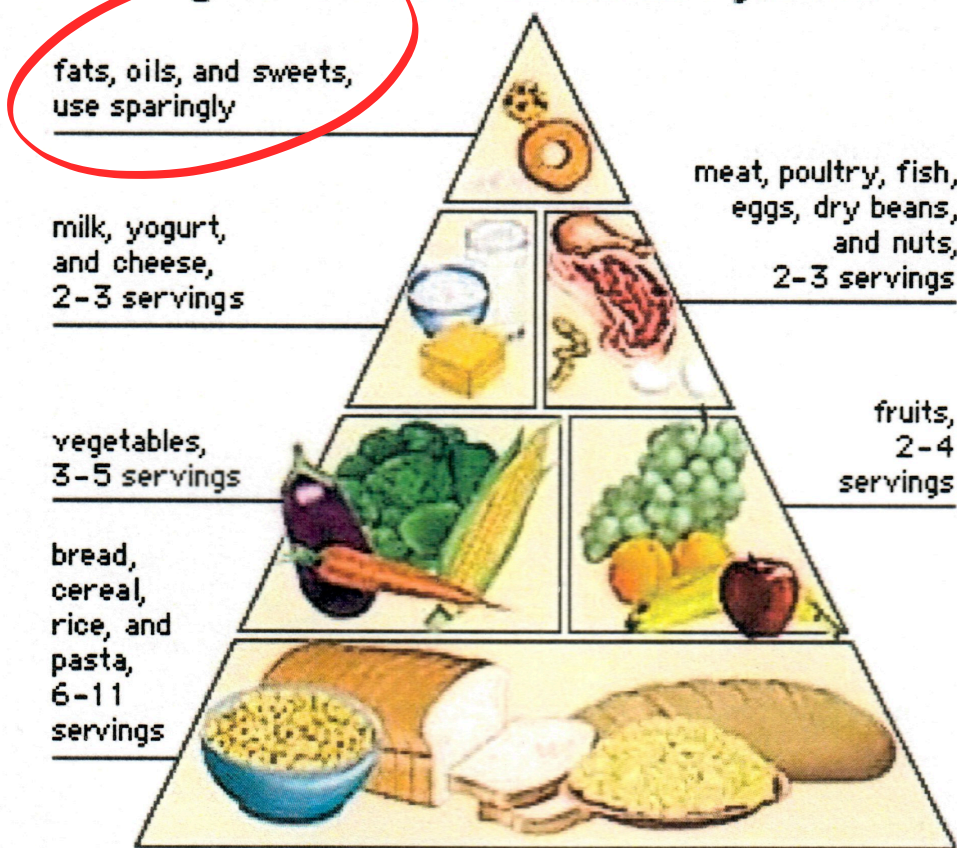 fats, oils, and sweets,
use sparingly
milk, yogurt,
and cheese,
2-3 servings
meat, poultry, fish,
eggs, dry beans,
and nuts,
2-3 servings
vegetables,
3-5 servings
fruits,
2-4
servings
bread,
cereal,
rice, and
pasta,
6-11
servings